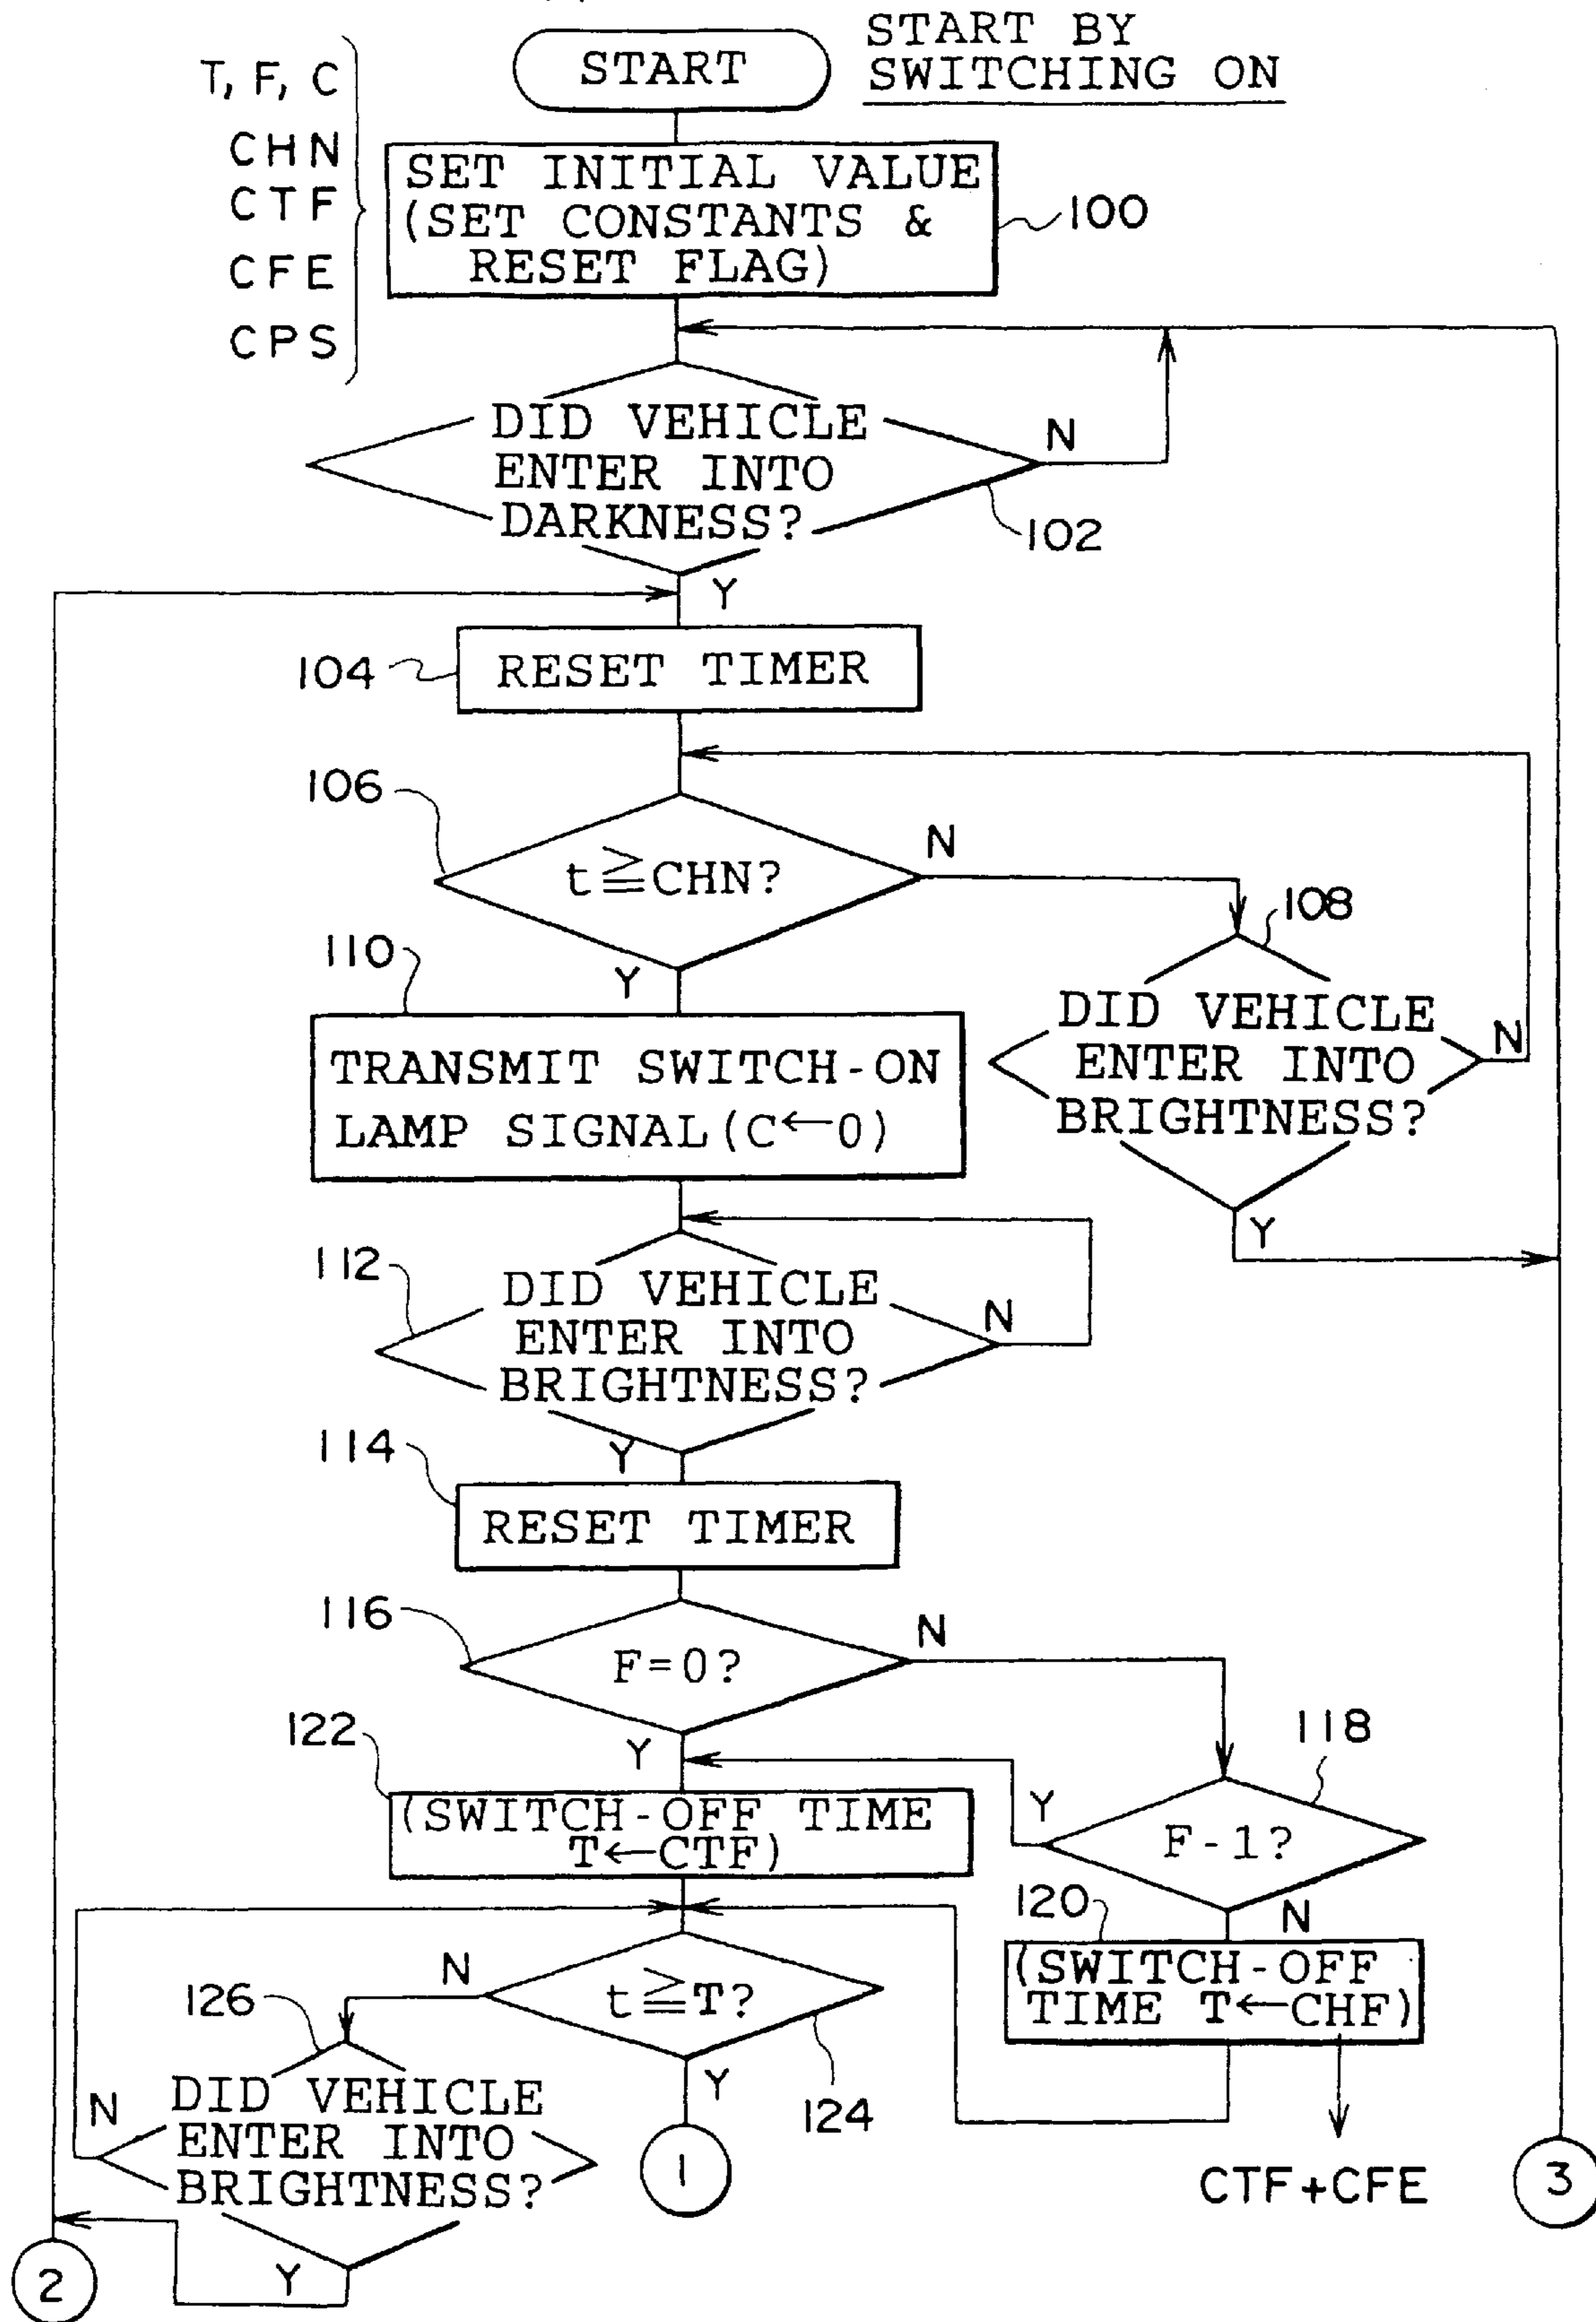 START
START BY
SWITCHING ON
T, F, C
CHN
CTF
CFE
CPS
SET INITIAL VALUE
(SET CONSTANTS &
RESET FLAG)
100
DID VEHICLE
ENTER INTO
DARKNESS?
N
102
Y
104
RESET TIMER
106
t≧CHN?
N
108
110
Y
DID VEHICLE
ENTER INTO
BRIGHTNESS?
N
Y
TRANSMIT SWITCH-ON
LAMP SIGNAL(C←0)
112
DID VEHICLE
ENTER INTO
BRIGHTNESS?
N
114
Y
RESET TIMER
116
F=0?
N
122
Y
118
(SWITCH-OFF TIME
T←CTF)
Y
F-1?
N
120
(SWITCH-OFF
TIME T←CHF)
N
t≧T?
126
124
Y
DID VEHICLE
ENTER INTO
BRIGHTNESS?
N
Y
1
CTF+CFE
3
2